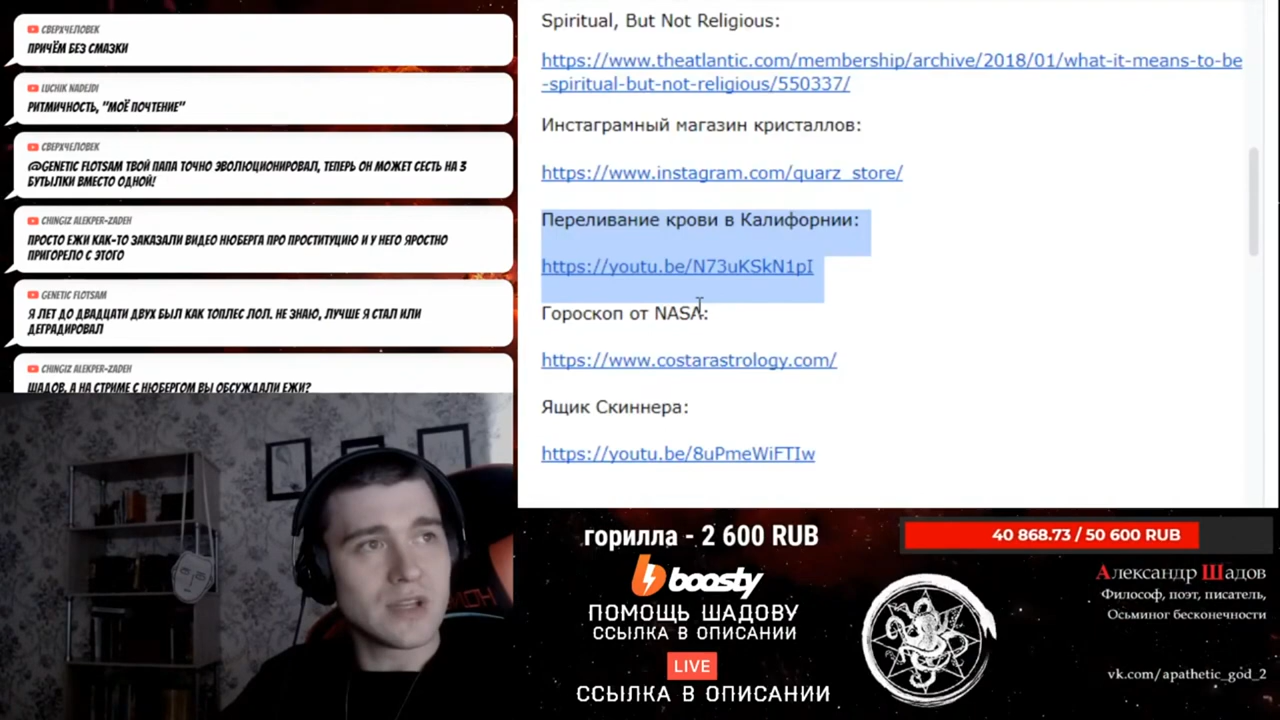 СВЕРХЧЕЛОВЕК
ПРИЧЁМ БЕЗ СМАЗКИ
LUCHIK NADEJDI
РИТМИЧНОСТЬ, "МОЁ ПОЧТЕНИЕ"
СВЕРХЧЕЛОВЕК
@GENETIC FLOTSAM ТВОЙ ПАПА ТОЧНО ЭВОЛЮЦИОНИРОВАЛ, ТЕПЕРЬ ОН МОЖЕТ СЕСТЬ НА 3
БУТЫЛКИ ВМЕСТО ОДНОЙ!
CHINGIZ ALEKPER-ZADEH
ПРОСТО ЕЖИ КАК-ТО ЗАКАЗАЛИ ВИДЕО НЮБЕРГА ПРО ПРОСТИТУЦИЮ И У НЕГО ЯРОСТНО
ПРИГОРЕЛО С ЭТОГО
GENETIC FLOTSAM
Я ЛЕТ ДО ДВАДЦАТИ ДВУХ БЫЛ КАК ТОПЛЕС ЛОЛ. НЕ ЗНАЮ, ЛУЧШЕ Я СТАЛ ИЛИ
ДЕГРАДИРОВАЛ
CHINGIZ ALEKPER-ZADEH
ШАДОВ, А НА СТРИМЕ С НЮБЕРГОМ ВЫ ОБСУЖДАЛИ ЕЖИ?
Spiritual, But Not Religious:
https://www.theatlantic.com/membership/archive/2018/01/what-it-means-to-be
-spiritual-but-not-religious/550337/
Инстаграмный магазин кристаллов:
https://www.instagram.com/quarz_store/
Переливание крови в Калифорнии:
https://youtu.be/N73uKSkN1pI
Гороскоп от NASA:
https://www.costarastrology.com/
Ящик Скиннера:
https://youtu.be/8uPmeWiFTIw
горилла - 2 600 RUB
boosty
ПОМОЩЬ ШАДОВУ
ССЫЛКА В ОПИСАНИИ
LIVE
ССЫЛКА В ОПИСАНИИ
40 868.73 / 50 600 RUB
Александр Шадов
Философ, поэт, писатель,
Осьминог бесконечности
vk.com/apathetic_god_2